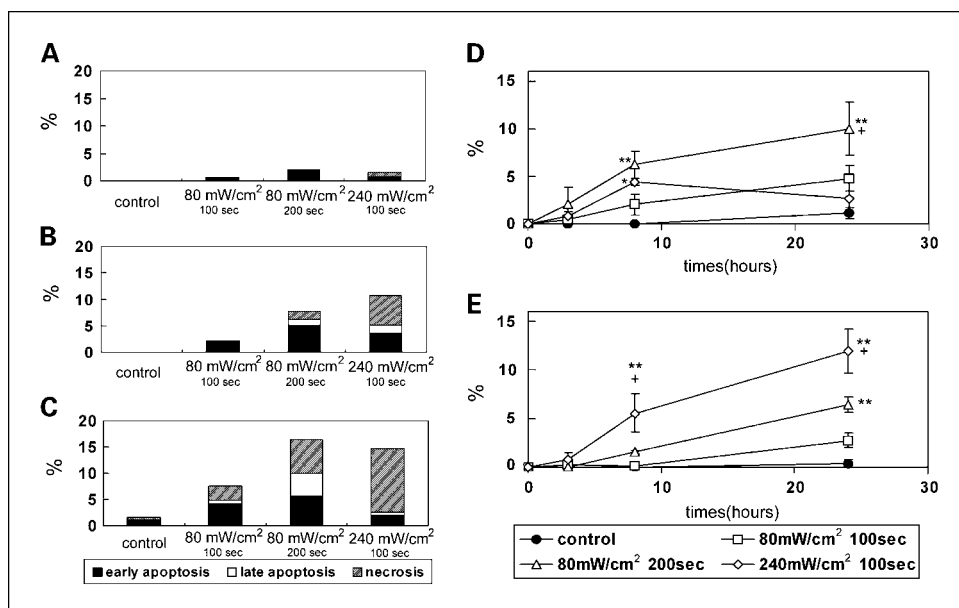 A
20
15
10
5
0
%
control
80 mW/cm² 100 sec
80 mW/cm² 200 sec
240 mW/cm² 100 sec
B
20
15
10
5
0
%
control
80 mW/cm² 100 sec
80 mW/cm² 200 sec
240 mW/cm² 100 sec
C
20
15
10
5
0
%
control
80 mW/cm² 100 sec
80 mW/cm² 200 sec
240 mW/cm² 100 sec
early apoptosis late apoptosis necrosis
D
15
10
5
0
%
**
*
**
+
0 10 20 30
times(hours)
E
15
10
5
0
%
**
+
**
+
**
0 10 20 30
times(hours)
control 80mW/cm² 100sec
80mW/cm² 200sec 240mW/cm² 100sec